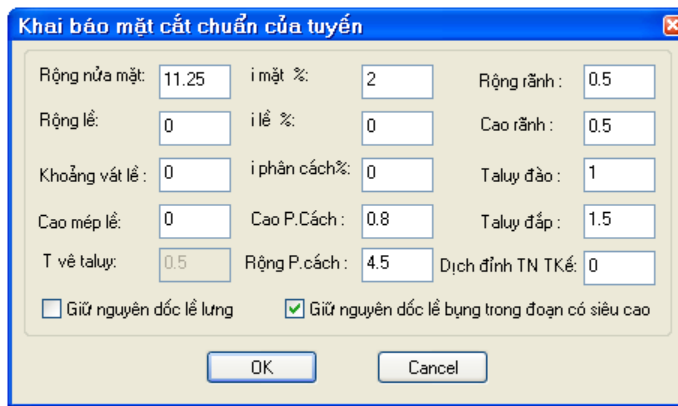 Khai báo mặt cắt chuẩn của tuyến
Rộng nửa mặt: 11.25 i mặt %: 2 Rộng rãnh : 0.5
Rộng lề: 0 i lề %: 0 Cao rãnh : 0.5
Khoảng vát lề : 0 i phân cách%: 0 Taluy đào : 1
Cao mép lề: 0 Cao P.Cách : 0.8 Taluy đắp : 1.5
T vê taluy: 0.5 Rộng P.cách : 4.5 Dịch đỉnh TN TKế: 0
Giữ nguyên dốc lề lưng Giữ nguyên dốc lề bụng trong đoạn có siêu cao
OK Cancel